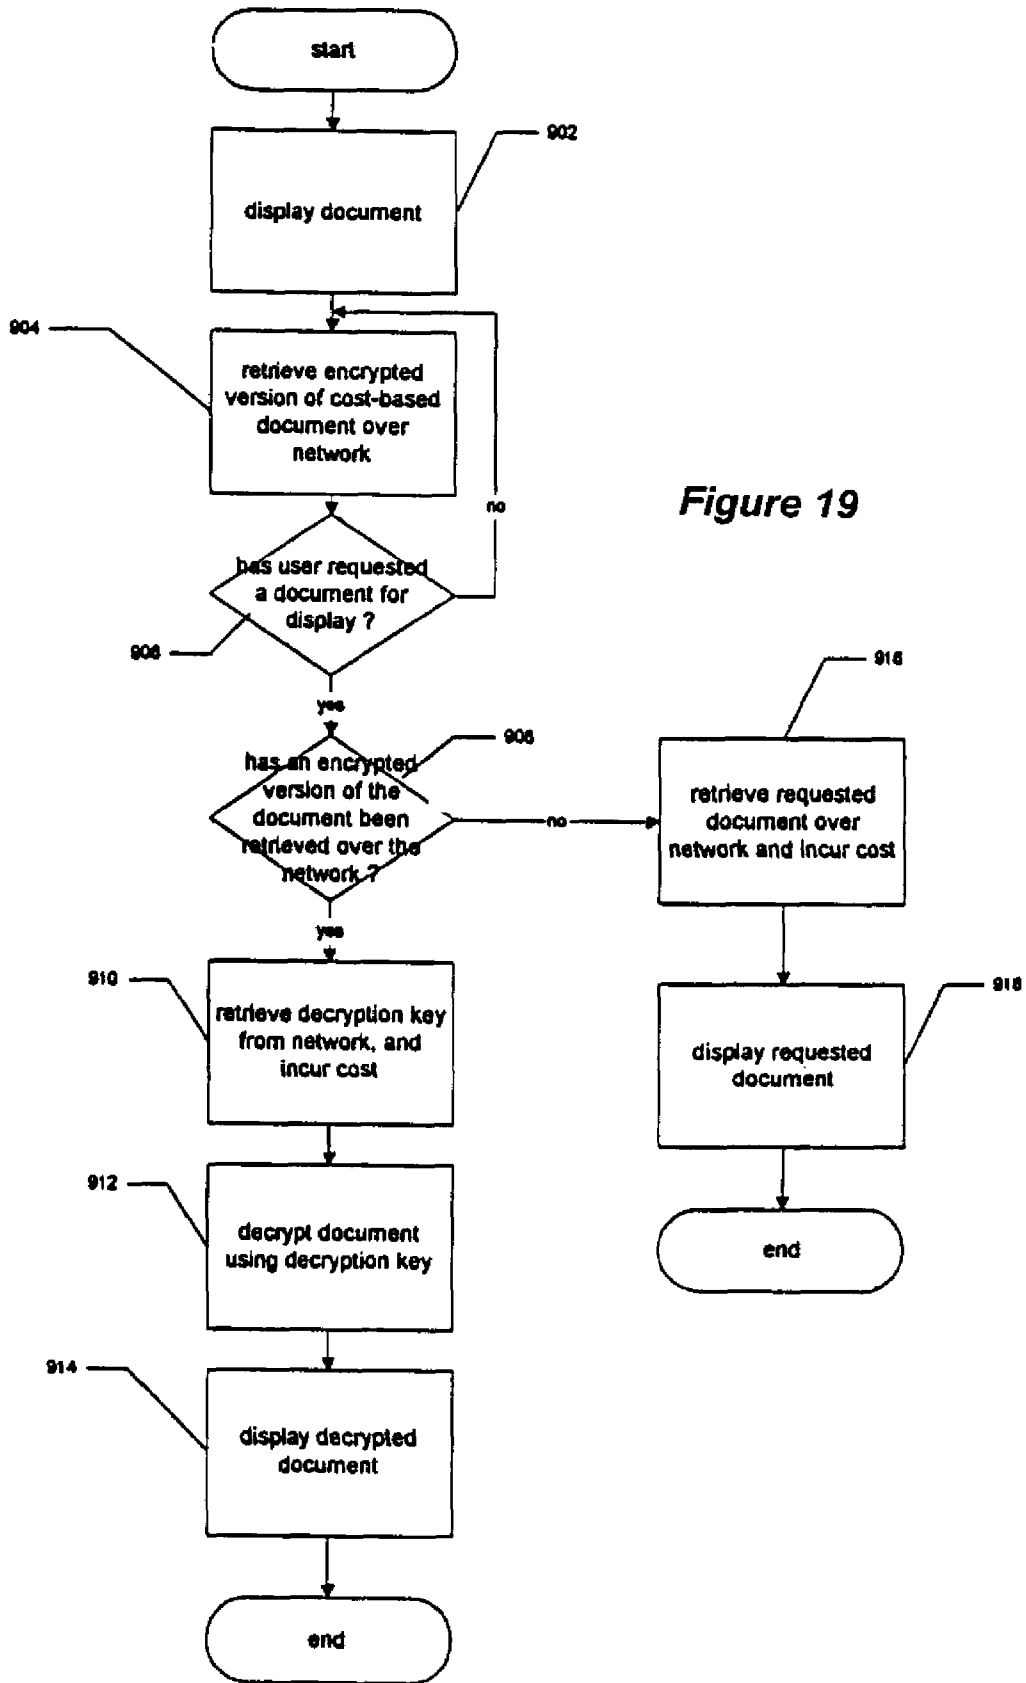 start
902
display document
904
retrieve encrypted
version of cost-based
document over
network
no
Figure 19
has user requested
a document for
display ?
906
yes
908
has an encrypted
version of the
document been
retrieved over the
network ?
no
916
retrieve requested
document over
network and incur cost
yes
910
retrieve decryption key
from network, and
incur cost
918
display requested
document
912
decrypt document
using decryption key
end
914
display decrypted
document
end